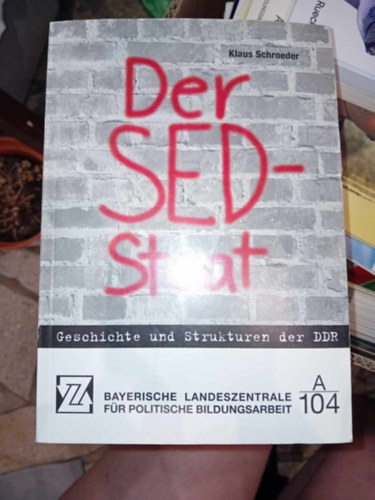 Klaus Schroeder
Der
SED-
Staat
Geschichte und Strukturen der DDR
BAYERISCHE LANDESZENTRALE
FÜR POLITISCHE BILDUNGSARBEIT
A
104